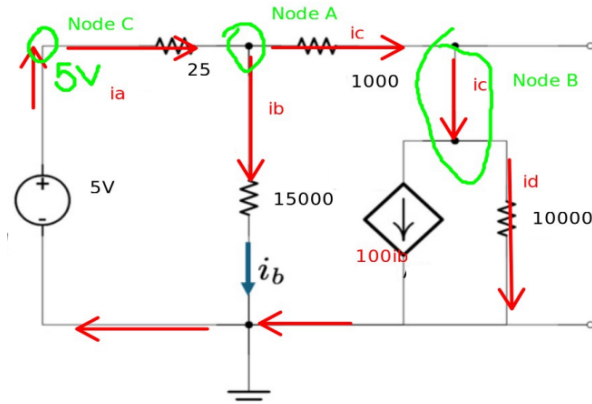 Node C
Node A
ic
5V
ia
25
ib
1000
ic
Node B
+
-
5V
15000
id
10000
100ib
ib